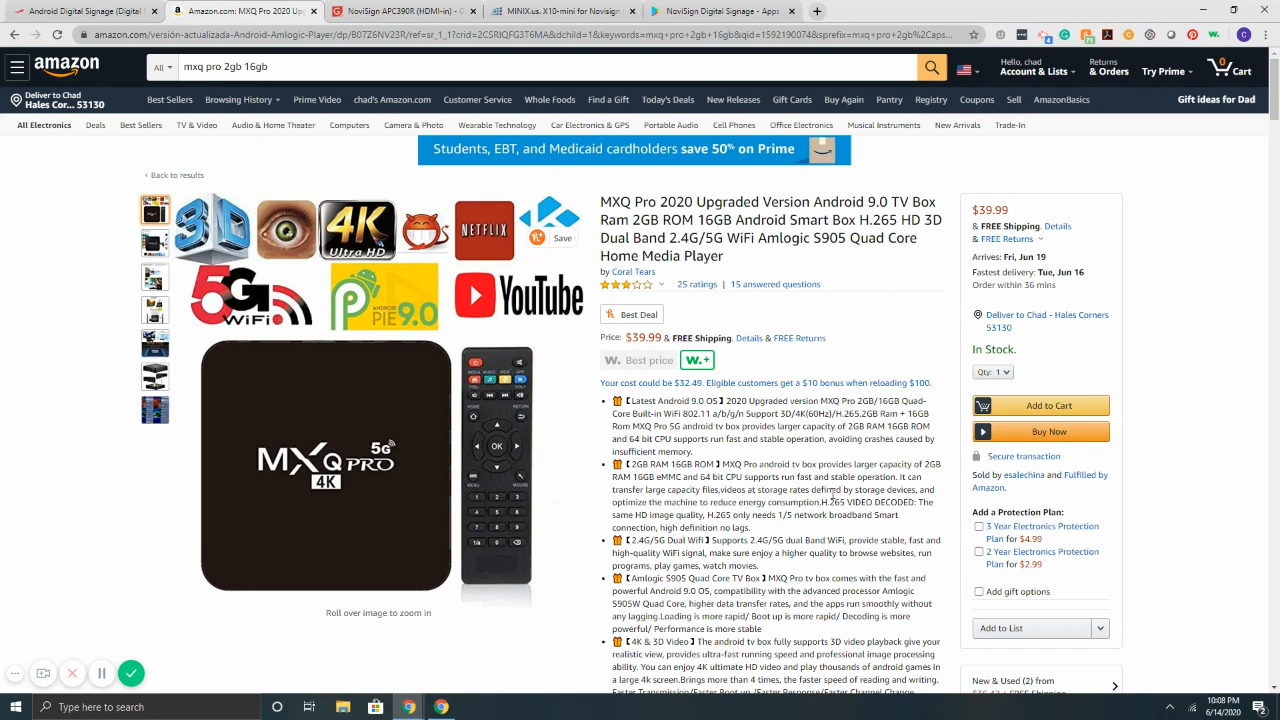 Android Digital Signage
Amazon.com: MXQ Pro 2020 Up
NoviSign APC390R (HDMI-in) - C
MINIX.us. X10-mini for Novisign
NoviSign Digital Signage - Apps
amazon.com/versión-actualizada-Android-Amlogic-Player/dp/B07Z6NV23R/ref=sr_1_1?
amazon
All
mxq pro 2gb 16gb
Hello, chad
Account & Lists
Returns
& Orders
Try Prime
0
Cart
Deliver to Chad
Hales Cor... 53130
Best Sellers
Browsing History
Prime Video
chad's Amazon.com
Customer Service
Whole Foods
Find a Gift
Today's Deals
New Releases
Gift Cards
Buy Again
Pantry
Registry
Coupons
Sell
AmazonBasics
Gift ideas for Dad
All Electronics
Deals
Best Sellers
TV & Video
Audio & Home Theater
Computers
Camera & Photo
Wearable Technology
Car Electronics & GPS
Portable Audio
Cell Phones
Office Electronics
Musical Instruments
New Arrivals
Trade-In
Students, EBT, and Medicaid cardholders save 50% on Prime
‹ Back to results
3D
4K
Ultra HD
NETFLIX
Save
5G
WiFi
ANDROID
PIE 9.0
YouTube
MXQ PRO 5G
4K
OK
Roll over image to zoom in
MXQ Pro 2020 Upgraded Version Android 9.0 TV Box
Ram 2GB ROM 16GB Android Smart Box H.265 HD 3D
Dual Band 2.4G/5G WiFi Amlogic S905 Quad Core
Home Media Player
by Coral Tears
25 ratings | 15 answered questions
Best Deal
Price: $39.99 & FREE Shipping. Details & FREE Returns
W. Best price
W.+
Your cost could be $32.49. Eligible customers get a $10 bonus when reloading $100.
• 【Latest Android 9.0 OS】2020 Upgraded version MXQ Pro 2GB/16GB Quad-
Core Built-in WiFi 802.11 a/b/g/n Support 3D/4K(60Hz)/H.265.2GB Ram + 16GB
Rom MXQ Pro 5G android tv box provides larger capacity of 2GB RAM 16GB ROM
and 64 bit CPU supports run fast and stable operation, avoiding crashes caused by
insufficient memory.
• 【2GB RAM 16GB ROM】MXQ Pro android tv box provides larger capacity of 2GB
RAM 16GB eMMC and 64 bit CPU supports run fast and stable operation. It can
transfer large capacity files,videos at storage rates defined by storage devices, and
optimize the machine to reduce energy consumption.H.265 VIDEO DECODED: The
same HD image quality, H.265 only needs 1/5 network broadband Smart
connection, high definition no lags.
• 【2.4G/5G Dual Wifi】Supports 2.4G/5G dual Band WiFi, provide stable, fast and
high-quality WiFi signal, make sure enjoy a higher quality to browse websites, run
programs, play games, watch movies.
• 【Amlogic S905 Quad Core TV Box】MXQ Pro tv box comes with the fast and
powerful Android 9.0 OS, compatibility with the advanced processor Amlogic
S905W Quad Core, higher data transfer rates, and the apps run smoothly without
any lagging.Loading is more rapid/ Boot up is more rapid/ Decoding is more
powerful/ Performance is more stable
• 【4K & 3D Video】The android tv box fully supports 3D video playback give your
realistic view, provides ultra-fast running speed and professional image processing
ability. You can enjoy 4K ultimate HD video and play thousands of android games in
a large 4k screen.Brings more than 4 times, the faster speed of reading and writing.
Faster Transmission/Faster Boot up /Faster Response/Faster Channel Change
$39.99
& FREE Shipping. Details
& FREE Returns
Arrives: Fri, Jun 19
Fastest delivery: Tue, Jun 16
Order within 36 mins
Deliver to Chad - Hales Corners
53130
In Stock.
Qty: 1
Add to Cart
Buy Now
Secure transaction
Sold by esalechina and Fulfilled by
Amazon.
Add a Protection Plan:
3 Year Electronics Protection
Plan for $4.99
2 Year Electronics Protection
Plan for $2.99
Add gift options
Add to List
New & Used (2) from
Type here to search
10:08 PM
6/14/2020